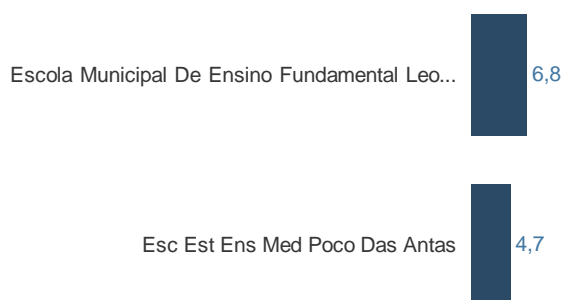 Escola Municipal De Ensino Fundamental Leo... 6,8
Esc Est Ens Med Poco Das Antas 4,7